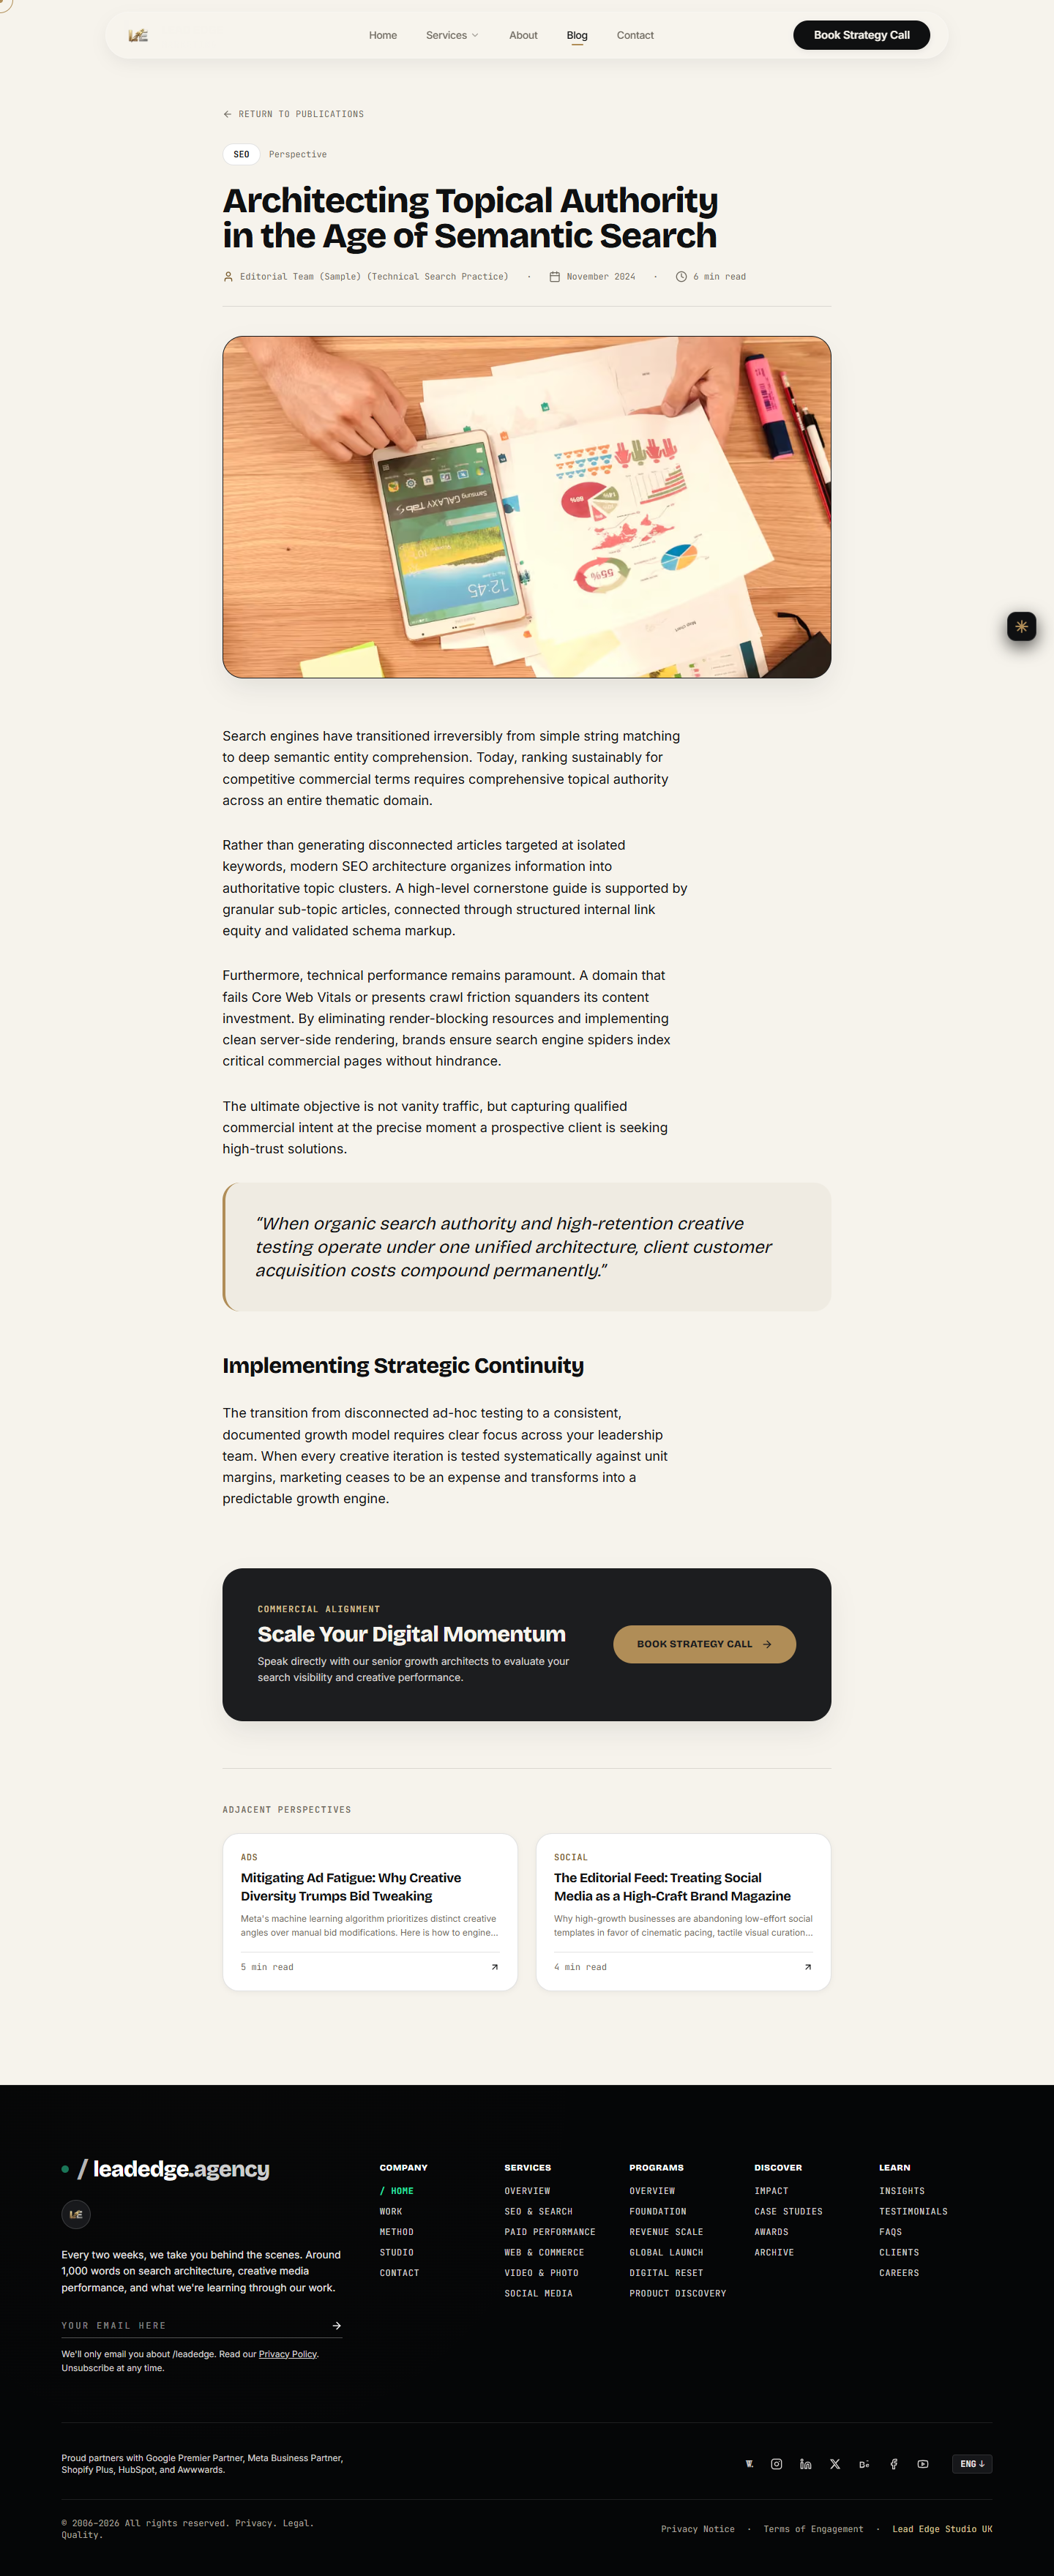 LE
Home
Services
About
Blog
Contact
Book Strategy Call
RETURN TO PUBLICATIONS
SEO
Perspective
Architecting Topical Authority
in the Age of Semantic Search
Editorial Team (Sample) (Technical Search Practice) · November 2024 · 6 min read
Samsung GALAXY Tab S
12:45
55%
Search engines have transitioned irreversibly from simple string matching
to deep semantic entity comprehension. Today, ranking sustainably for
competitive commercial terms requires comprehensive topical authority
across an entire thematic domain.
Rather than generating disconnected articles targeted at isolated
keywords, modern SEO architecture organizes information into
authoritative topic clusters. A high-level cornerstone guide is supported by
granular sub-topic articles, connected through structured internal link
equity and validated schema markup.
Furthermore, technical performance remains paramount. A domain that
fails Core Web Vitals or presents crawl friction squanders its content
investment. By eliminating render-blocking resources and implementing
clean server-side rendering, brands ensure search engine spiders index
critical commercial pages without hindrance.
The ultimate objective is not vanity traffic, but capturing qualified
commercial intent at the precise moment a prospective client is seeking
high-trust solutions.
“When organic search authority and high-retention creative
testing operate under one unified architecture, client customer
acquisition costs compound permanently.”
Implementing Strategic Continuity
The transition from disconnected ad-hoc testing to a consistent,
documented growth model requires clear focus across your leadership
team. When every creative iteration is tested systematically against unit
margins, marketing ceases to be an expense and transforms into a
predictable growth engine.
COMMERCIAL ALIGNMENT
Scale Your Digital Momentum
Speak directly with our senior growth architects to evaluate your
search visibility and creative performance.
BOOK STRATEGY CALL
ADJACENT PERSPECTIVES
ADS
Mitigating Ad Fatigue: Why Creative
Diversity Trumps Bid Tweaking
Meta's machine learning algorithm prioritizes distinct creative
angles over manual bid modifications. Here is how to engine...
5 min read
SOCIAL
The Editorial Feed: Treating Social
Media as a High-Craft Brand Magazine
Why high-growth businesses are abandoning low-effort social
templates in favor of cinematic pacing, tactile visual curation...
4 min read
/ leadedge.agency
LE
Every two weeks, we take you behind the scenes. Around
1,000 words on search architecture, creative media
performance, and what we're learning through our work.
YOUR EMAIL HERE
We'll only email you about /leadedge. Read our Privacy Policy.
Unsubscribe at any time.
COMPANY
/ HOME
WORK
METHOD
STUDIO
CONTACT
SERVICES
OVERVIEW
SEO & SEARCH
PAID PERFORMANCE
WEB & COMMERCE
VIDEO & PHOTO
SOCIAL MEDIA
PROGRAMS
OVERVIEW
FOUNDATION
REVENUE SCALE
GLOBAL LAUNCH
DIGITAL RESET
PRODUCT DISCOVERY
DISCOVER
IMPACT
CASE STUDIES
AWARDS
ARCHIVE
LEARN
INSIGHTS
TESTIMONIALS
FAQS
CLIENTS
CAREERS
Proud partners with Google Premier Partner, Meta Business Partner,
Shopify Plus, HubSpot, and Awwwards.
W.
ENG ↓
© 2006–2026 All rights reserved. Privacy. Legal.
Quality.
Privacy Notice · Terms of Engagement · Lead Edge Studio UK